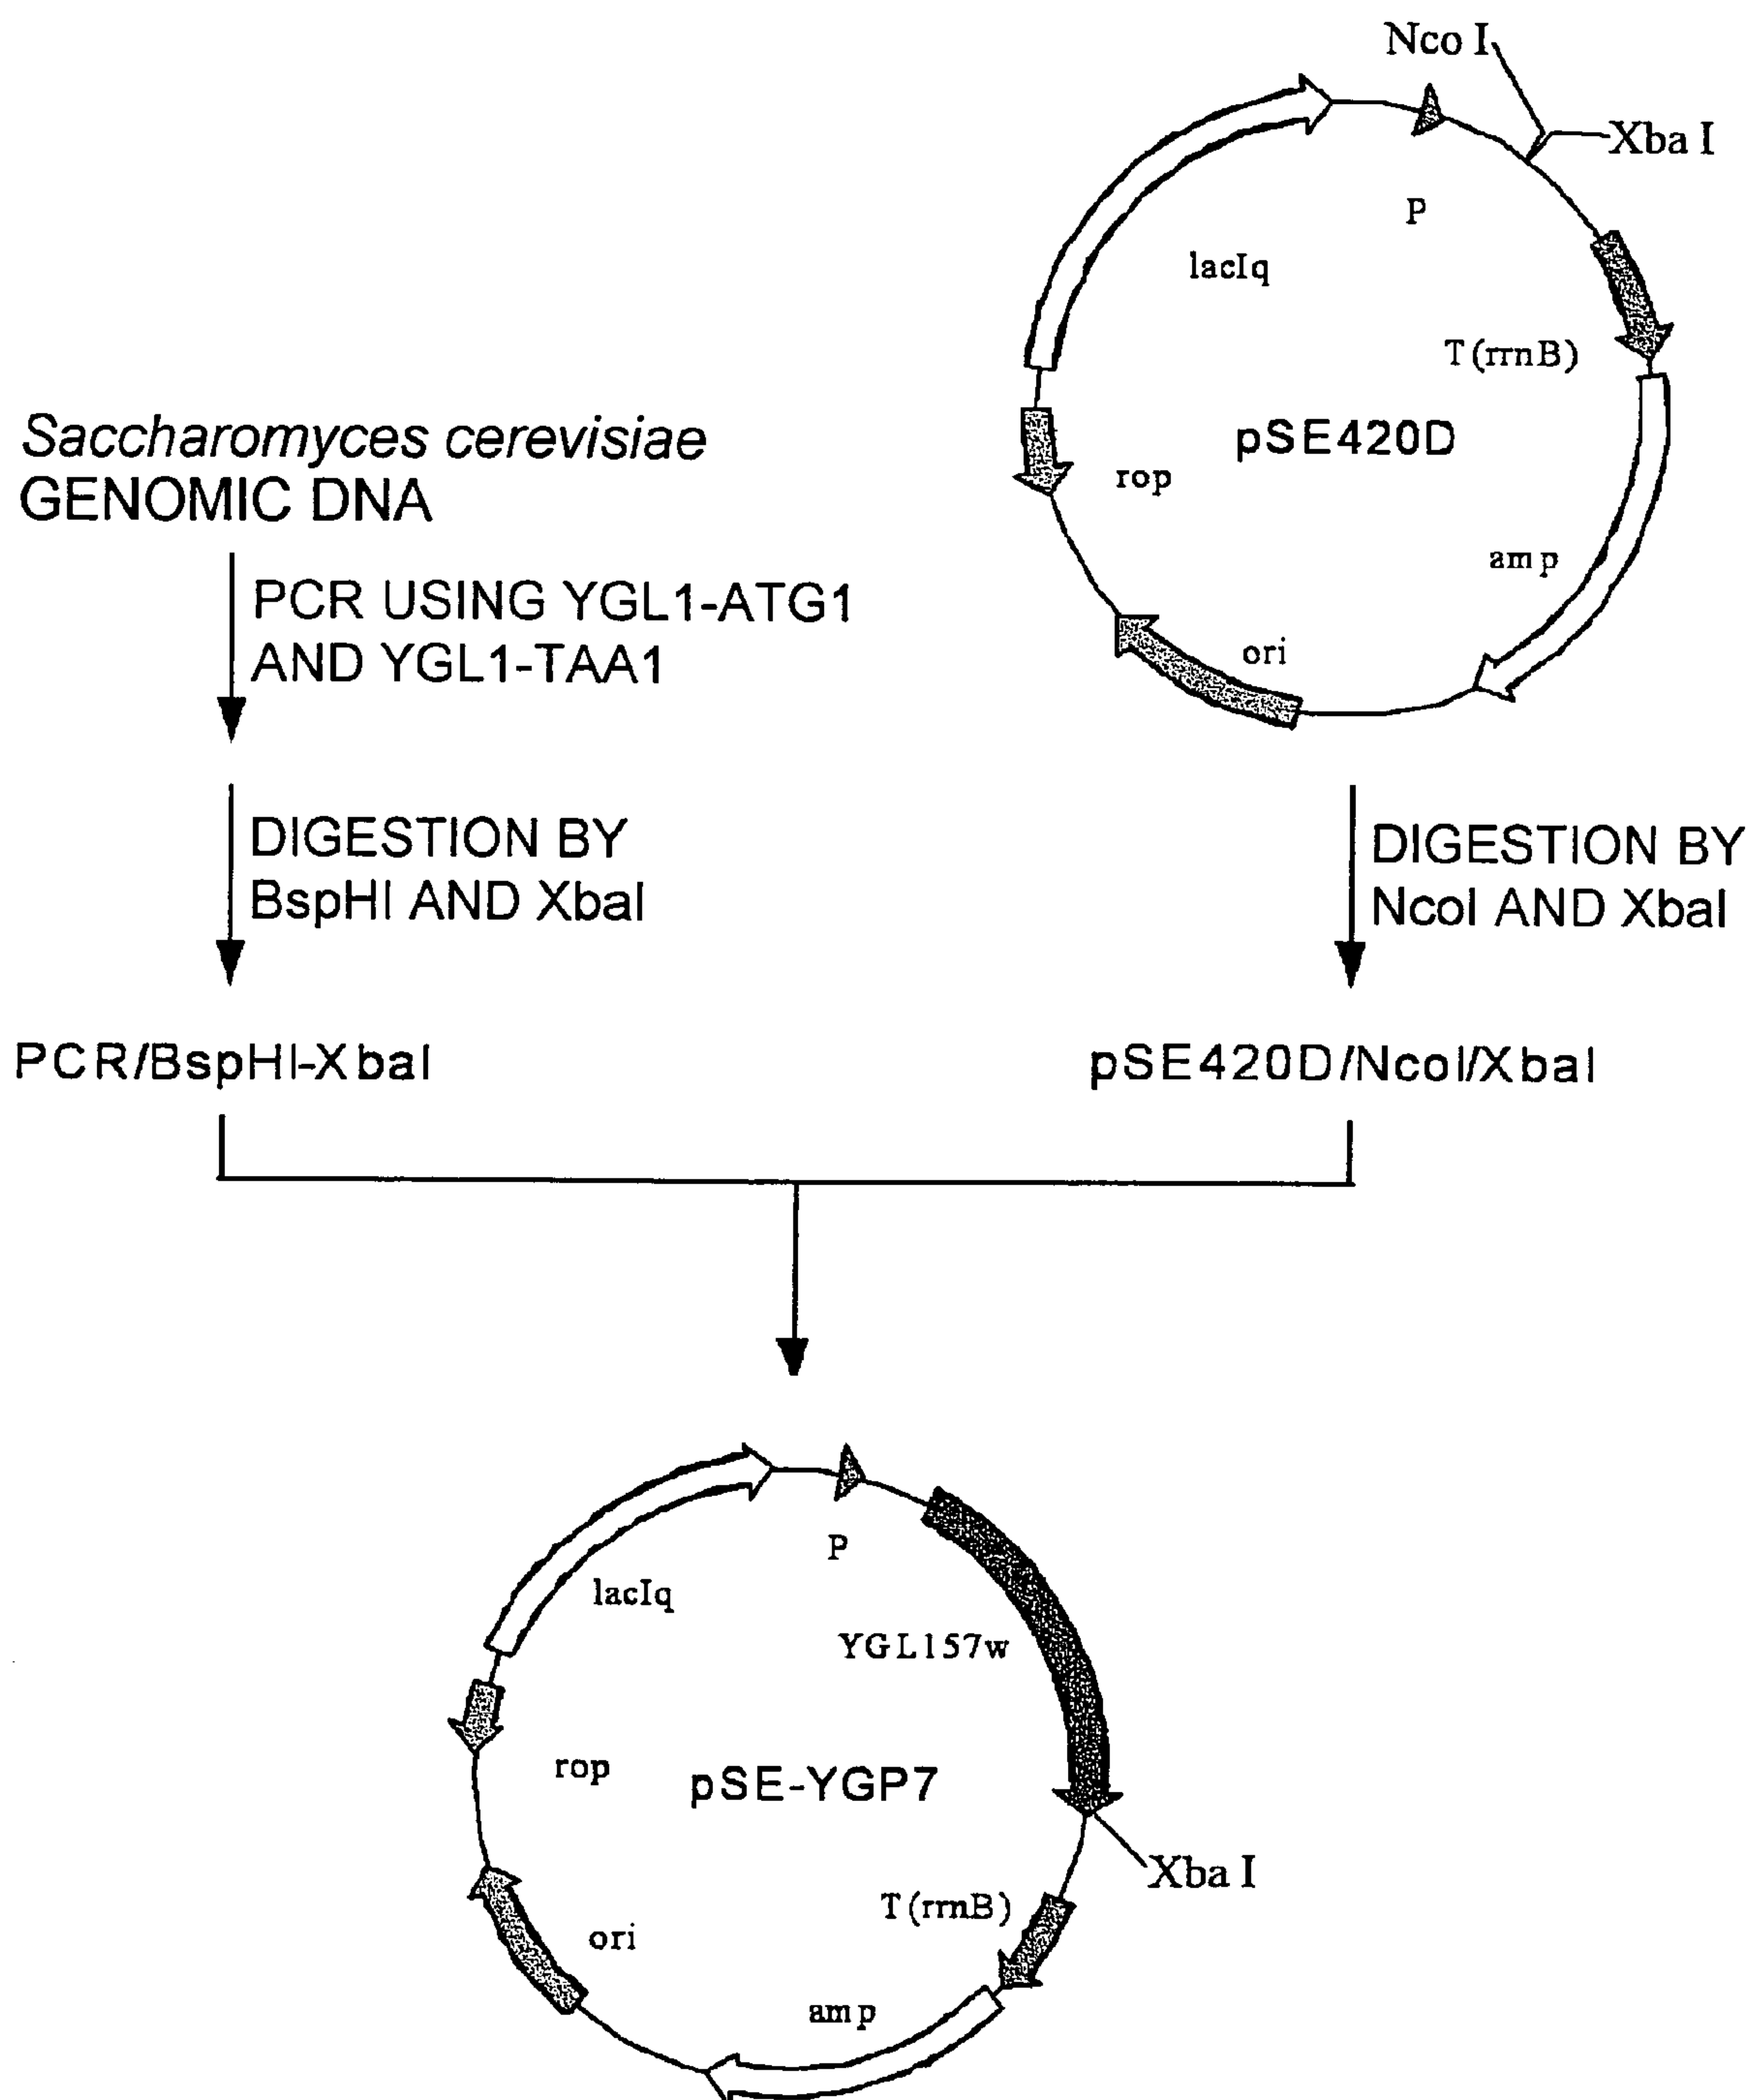 Nco I
Xba I
P
lacIq
T(rrnB)
pSE420D
rop
amp
ori
Saccharomyces cerevisiae
GENOMIC DNA
PCR USING YGL1-ATG1
AND YGL1-TAA1
DIGESTION BY
BspHI AND XbaI
DIGESTION BY
NcoI AND XbaI
PCR/BspHI-XbaI
pSE420D/NcoI/XbaI
P
lacIq
YGL157w
rop
pSE-YGP7
Xba I
T(rrnB)
ori
amp